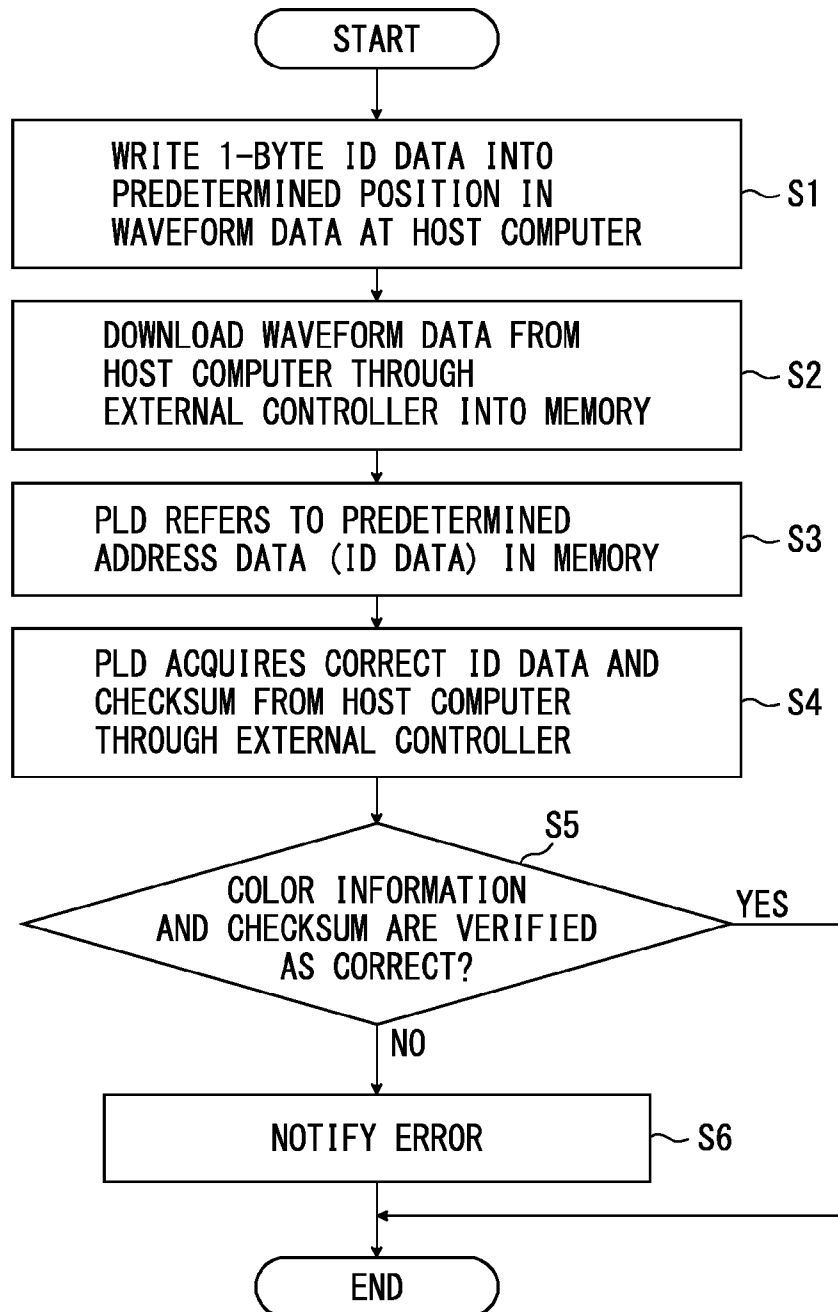 START
WRITE 1-BYTE ID DATA INTO
PREDETERMINED POSITION IN
WAVEFORM DATA AT HOST COMPUTER
S1
DOWNLOAD WAVEFORM DATA FROM
HOST COMPUTER THROUGH
EXTERNAL CONTROLLER INTO MEMORY
S2
PLD REFERS TO PREDETERMINED
ADDRESS DATA (ID DATA) IN MEMORY
S3
PLD ACQUIRES CORRECT ID DATA AND
CHECKSUM FROM HOST COMPUTER
THROUGH EXTERNAL CONTROLLER
S4
S5
COLOR INFORMATION
AND CHECKSUM ARE VERIFIED
AS CORRECT?
YES
NO
NOTIFY ERROR
S6
END